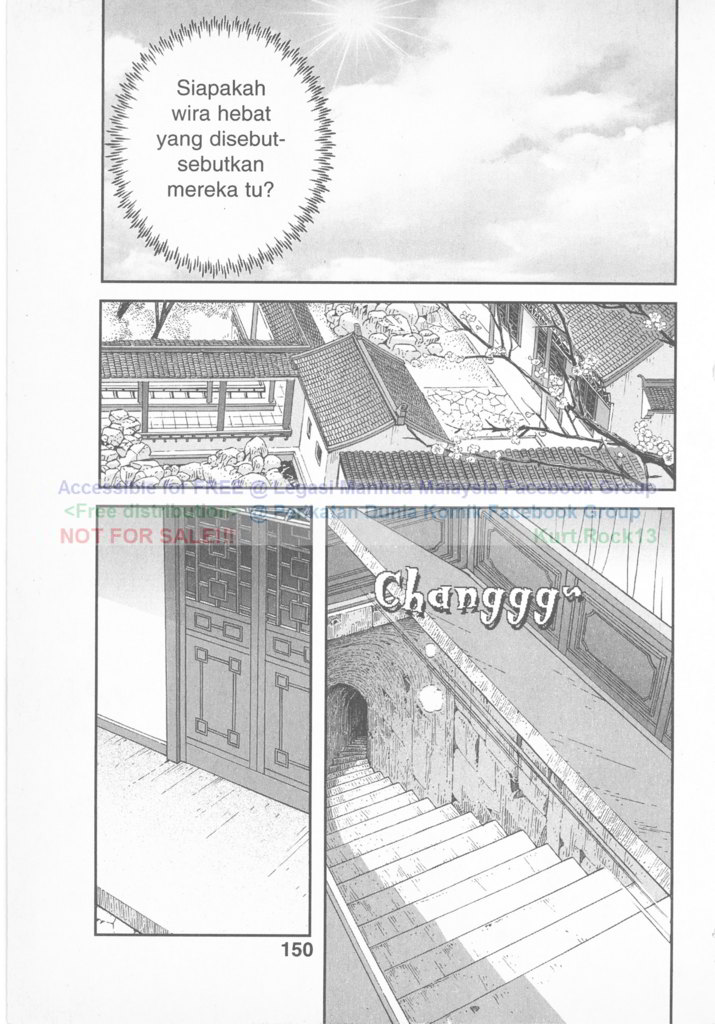 Siapakah
wira hebat
yang disebut-
sebutkan
mereka tu?
Accessible for FREE @ Legasi Manhua Malaysia Facebook Group
<Free distribution> @ Pakatan Dunia Komik Facebook Group
NOT FOR SALE!!! Kurt.Rock13
Changgg~
150